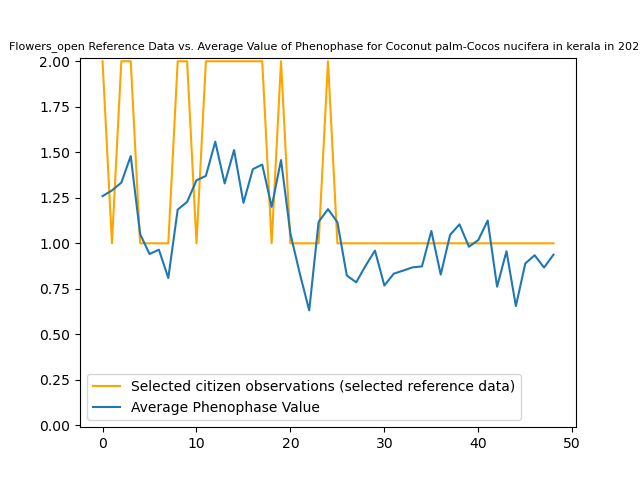 Flowers_open Reference Data vs. Average Value of Phenophase for Coconut palm-Cocos nucifera in kerala in 202
2.00
1.75
1.50
1.25
1.00
0.75
0.50
0.25
0.00
Selected citizen observations (selected reference data)
Average Phenophase Value
0 10 20 30 40 50